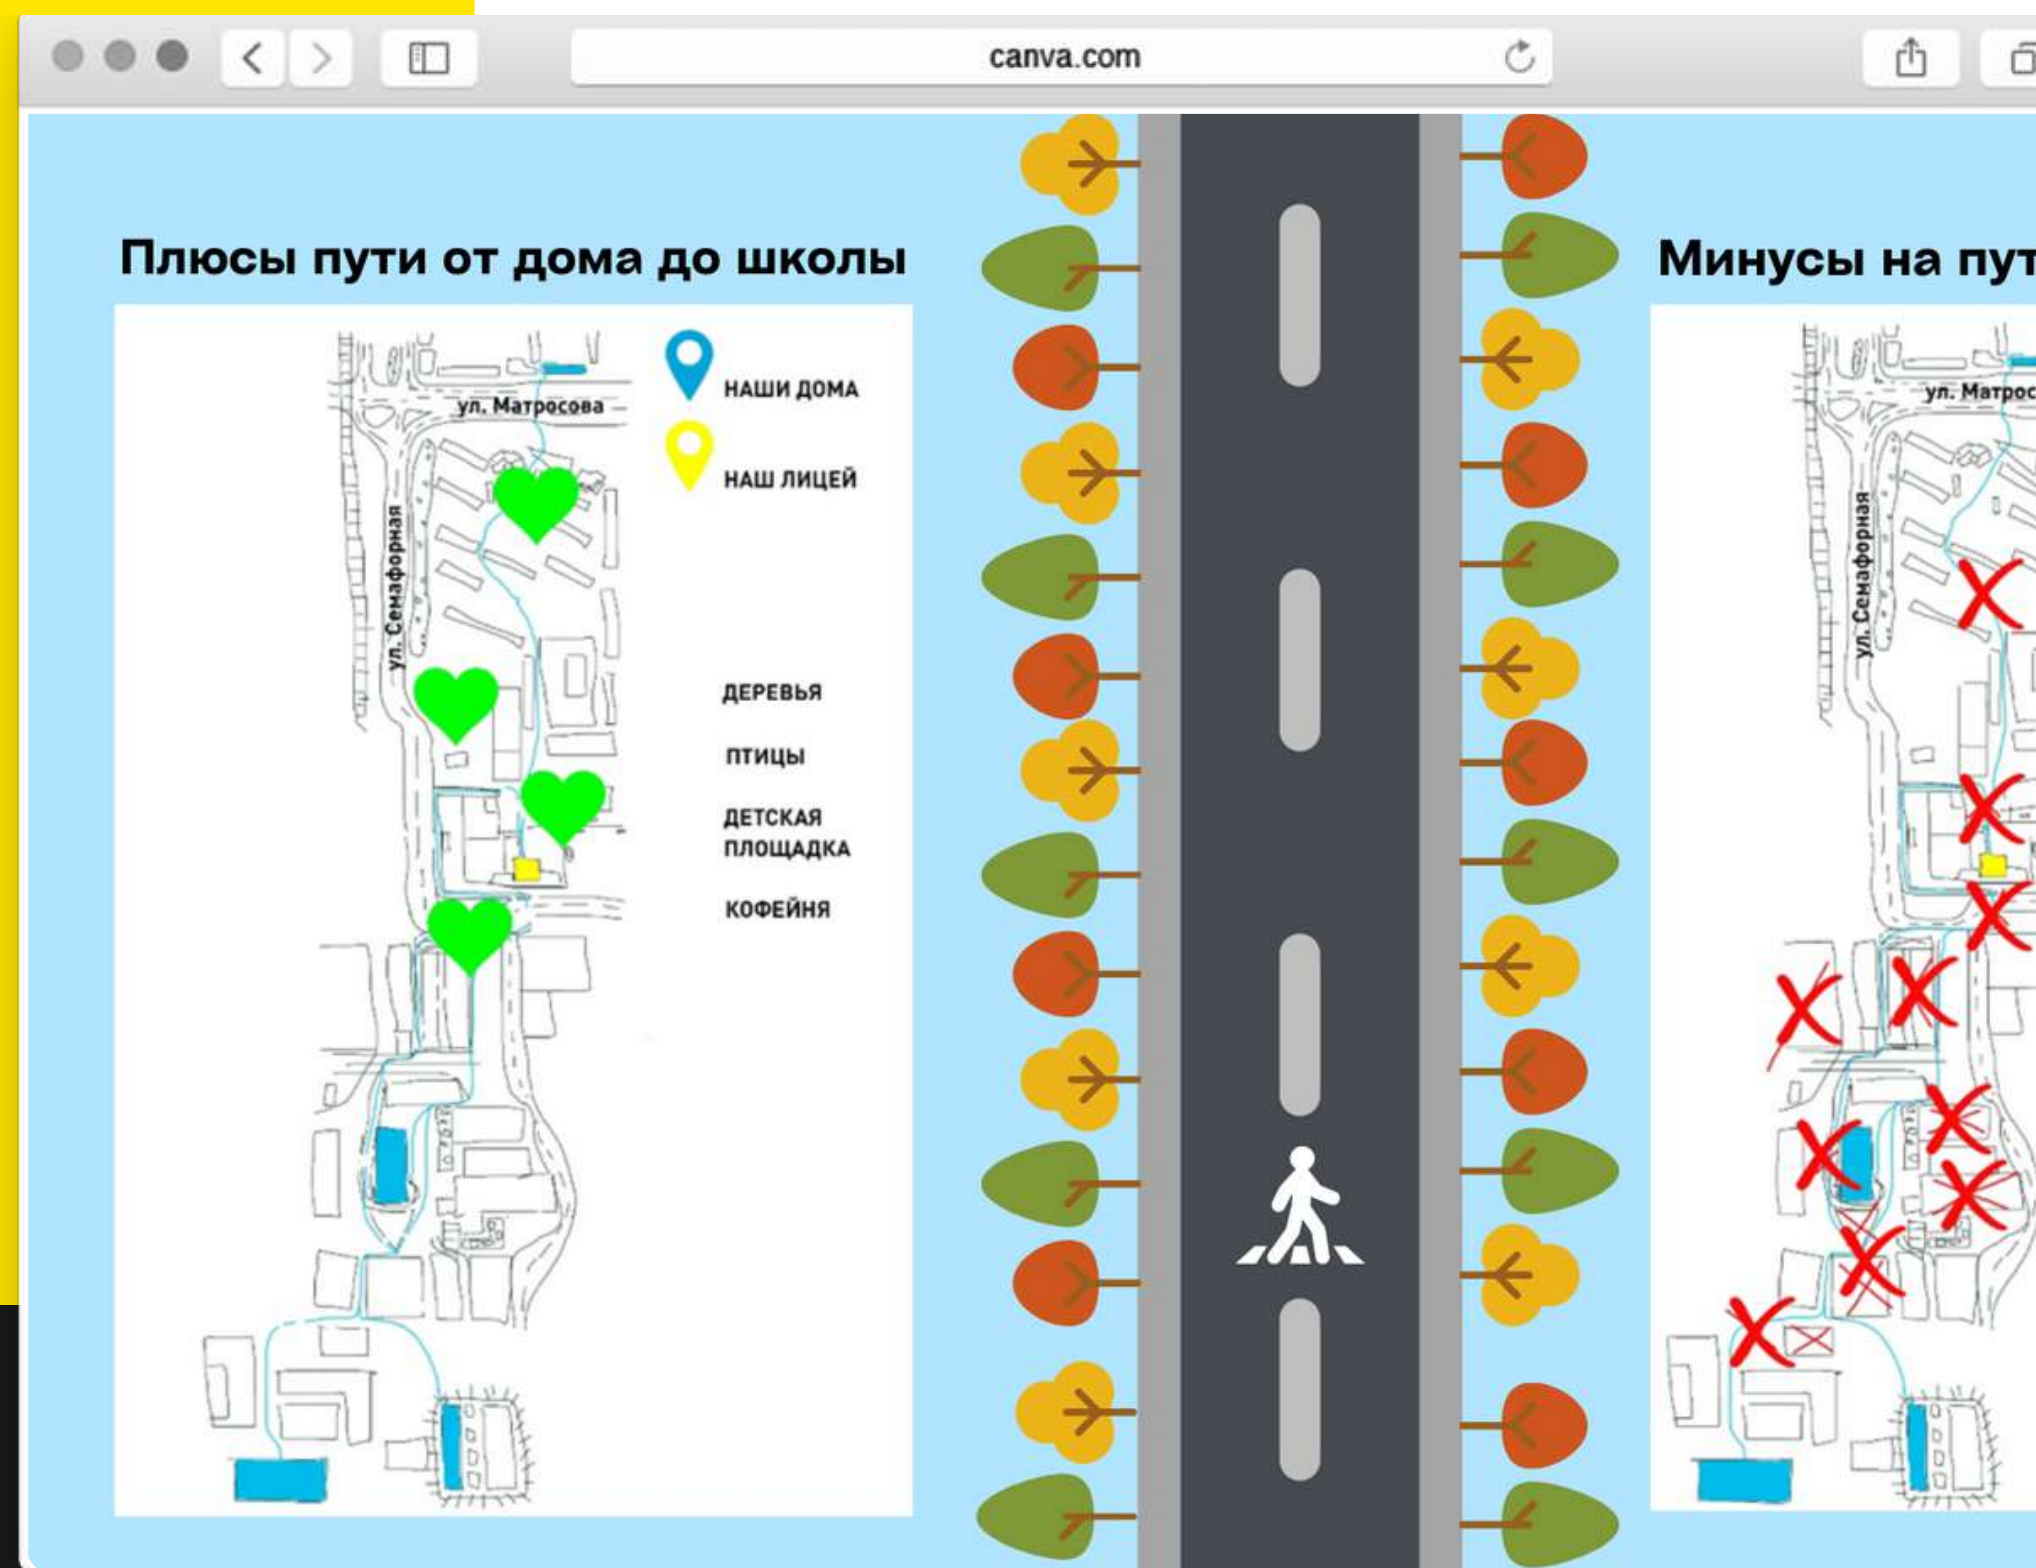 canva.com
Плюсы пути от дома до школы
НАШИ ДОМА
ул. Матросова
НАШ ЛИЦЕЙ
ул. Семафорная
ДЕРЕВЬЯ
ПТИЦЫ
ДЕТСКАЯ
ПЛОЩАДКА
КОФЕЙНЯ
Минусы на пут
ул. Матрос
ул. Семафорная